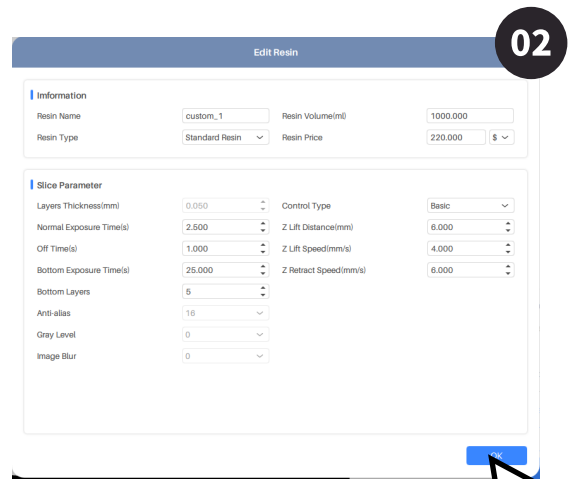 02
Edit Resin
Imformation
Resin Name custom_1 Resin Volume(ml) 1000.000
Resin Type Standard Resin Resin Price 220.000 $
Slice Parameter
Layers Thickness(mm) 0.050 Control Type Basic
Normal Exposure Time(s) 2.500 Z Lift Distance(mm) 6.000
Off Time(s) 1.000 Z Lift Speed(mm/s) 4.000
Bottom Exposure Time(s) 25.000 Z Retract Speed(mm/s) 6.000
Bottom Layers 5
Anti-alias 16
Gray Level 0
Image Blur 0
OK